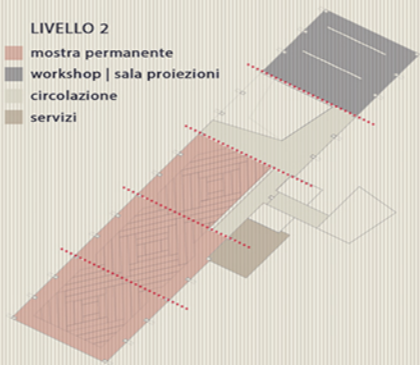 LIVELLO 2
mostra permanente
workshop | sala proiezioni
circolazione
servizi